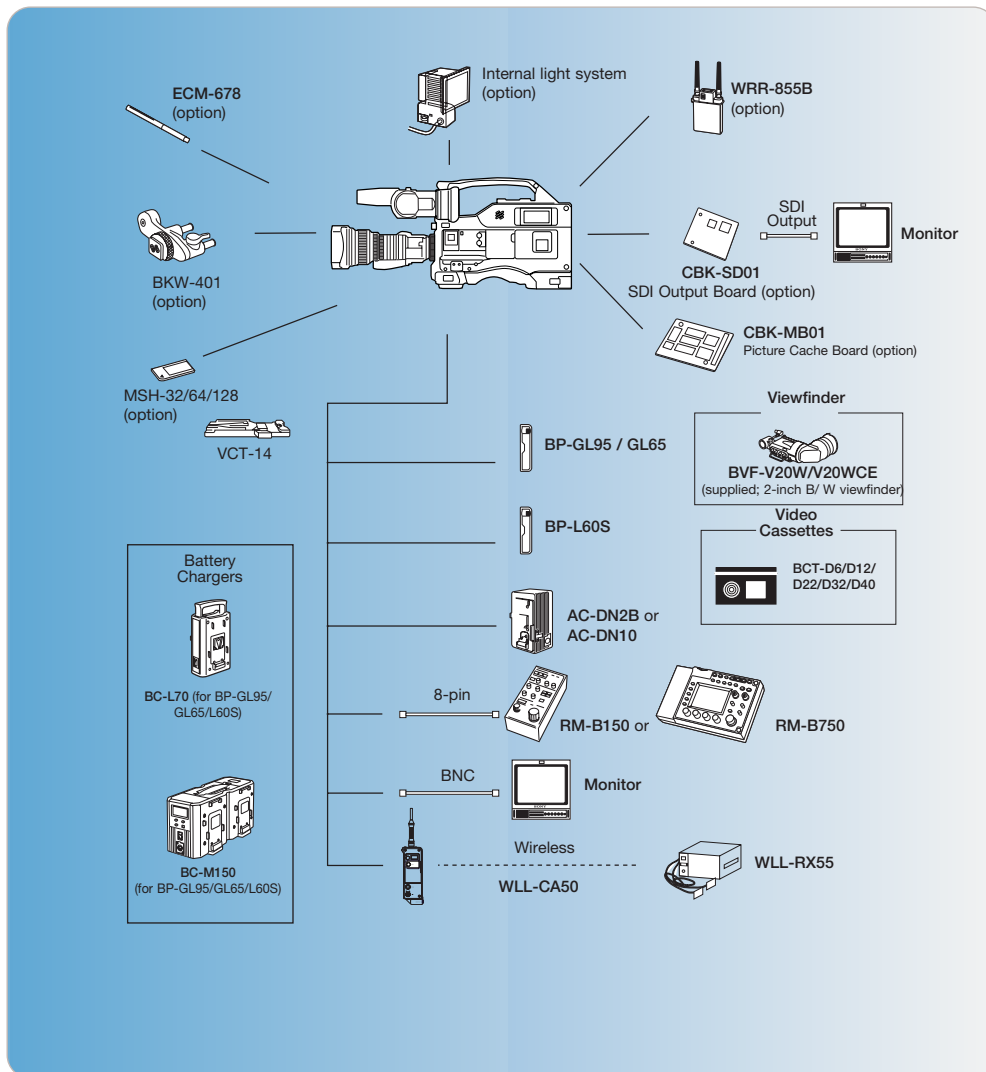 ECM-678
(option)
Internal light system
(option)
WRR-855B
(option)
BKW-401
(option)
SDI
Output
Monitor
SONY
CBK-SD01
SDI Output Board (option)
CBK-MB01
Picture Cache Board (option)
MSH-32/64/128
(option)
VCT-14
Viewfinder
BVF-V20W/V20WCE
(supplied; 2-inch B/ W viewfinder)
BP-GL95 / GL65
BP-L60S
Video
Cassettes
BCT-D6/D12/
D22/D32/D40
Battery
Chargers
BC-L70 (for BP-GL95/
GL65/L60S)
BC-M150
(for BP-GL95/GL65/L60S)
AC-DN2B or
AC-DN10
8-pin
RM-B150 or
RM-B750
BNC
Monitor
SONY
Wireless
WLL-CA50
WLL-RX55